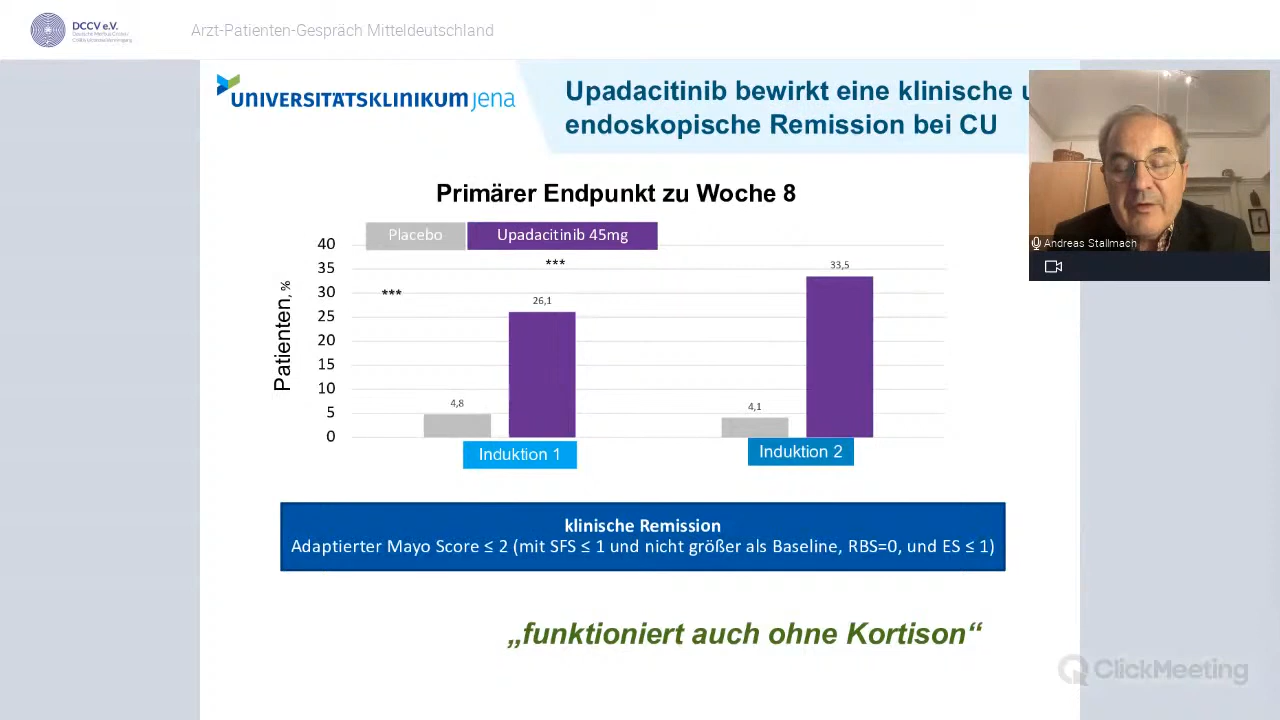 DCCV e.V.
Arzt-Patienten-Gespräch Mitteldeutschland
UNIVERSITÄTSKLINIKUM jena
Upadacitinib bewirkt eine klinische u
endoskopische Remission bei CU
Andreas Stallmach
Primärer Endpunkt zu Woche 8
Placebo
Upadacitinib 45mg
Patienten, %
40
35
30
25
20
15
10
5
0
***
***
4,8
26,1
4,1
33,5
Induktion 1
Induktion 2
klinische Remission
Adaptierter Mayo Score ≤ 2 (mit SFS ≤ 1 und nicht größer als Baseline, RBS=0, und ES ≤ 1)
„funktioniert auch ohne Kortison“
ClickMeeting